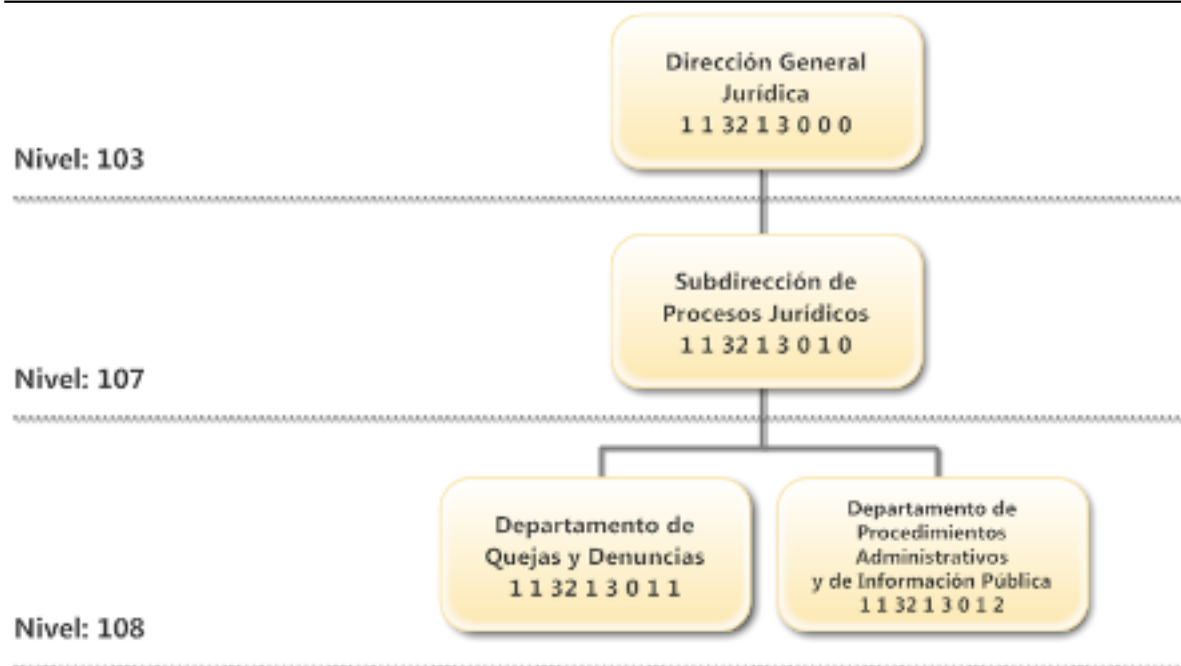 Dirección General
Jurídica
1 1 32 1 3 0 0 0
Nivel: 103
Subdirección de
Procesos Jurídicos
1 1 32 1 3 0 1 0
Nivel: 107
Departamento de
Quejas y Denuncias
1 1 32 1 3 0 1 1
Departamento de
Procedimientos
Administrativos
y de Información Pública
1 1 32 1 3 0 1 2
Nivel: 108